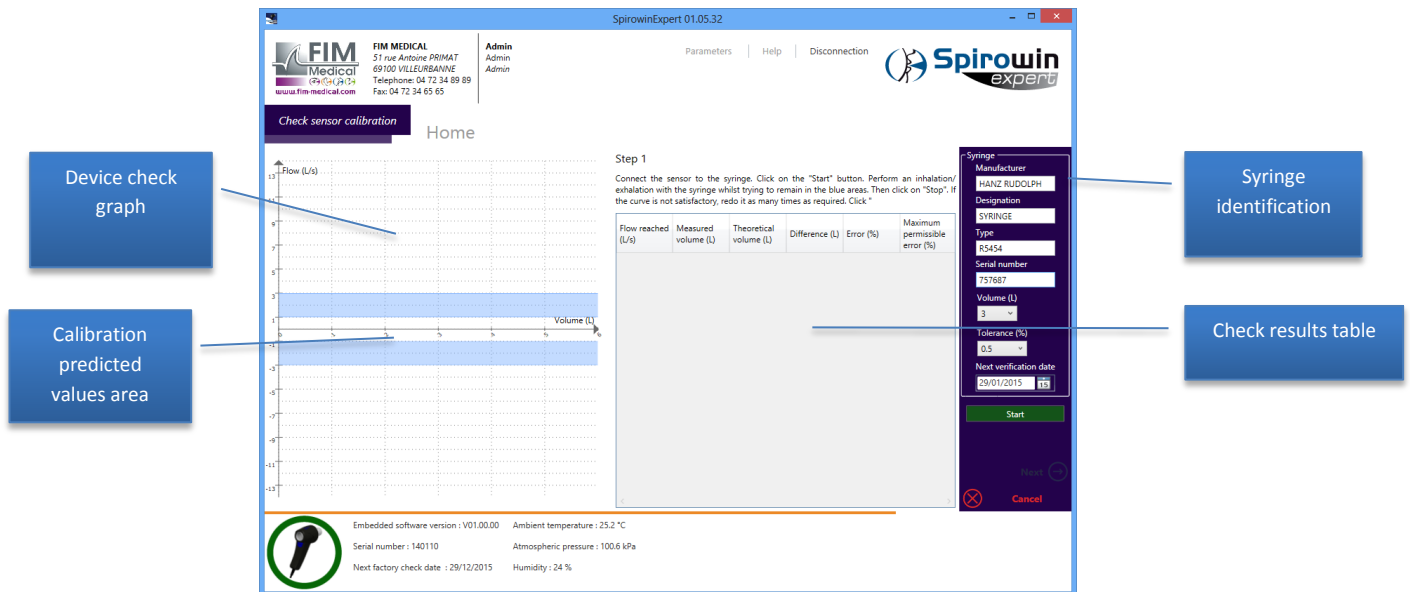 SpirowinExpert 01.05.32
FIM
Medical
www.fim-medical.com
FIM MEDICAL
51 rue Antoine PRIMAT
69100 VILLEURBANNE
Telephone: 04 72 34 89 89
Fax: 04 72 34 65 65
Admin
Admin
Admin
Parameters
Help
Disconnection
Spirowin
expert
Check sensor calibration
Home
Device check
graph
Calibration
predicted
values area
Flow (L/s)
13
9
7
5
3
1
-1
-3
-5
-7
-9
-11
-13
Volume (L)
Step 1
Connect the sensor to the syringe. Click on the "Start" button. Perform an inhalation/
exhalation with the syringe whilst trying to remain in the blue areas. Then click on "Stop". If
the curve is not satisfactory, redo it as many times as required. Click "
Flow reached
(L/s)
Measured
volume (L)
Theoretical
volume (L)
Difference (L)
Error (%)
Maximum
permissible
error (%)
Syringe
Manufacturer
HANZ RUDOLPH
Designation
SYRINGE
Type
R5454
Serial number
757687
Volume (L)
3
Tolerance (%)
0.5
Next verification date
29/01/2015
15
Start
Next
Cancel
Syringe
identification
Check results table
Embedded software version : V01.00.00
Serial number : 140110
Next factory check date : 29/12/2015
Ambient temperature : 25.2 °C
Atmospheric pressure : 100.6 kPa
Humidity : 24 %